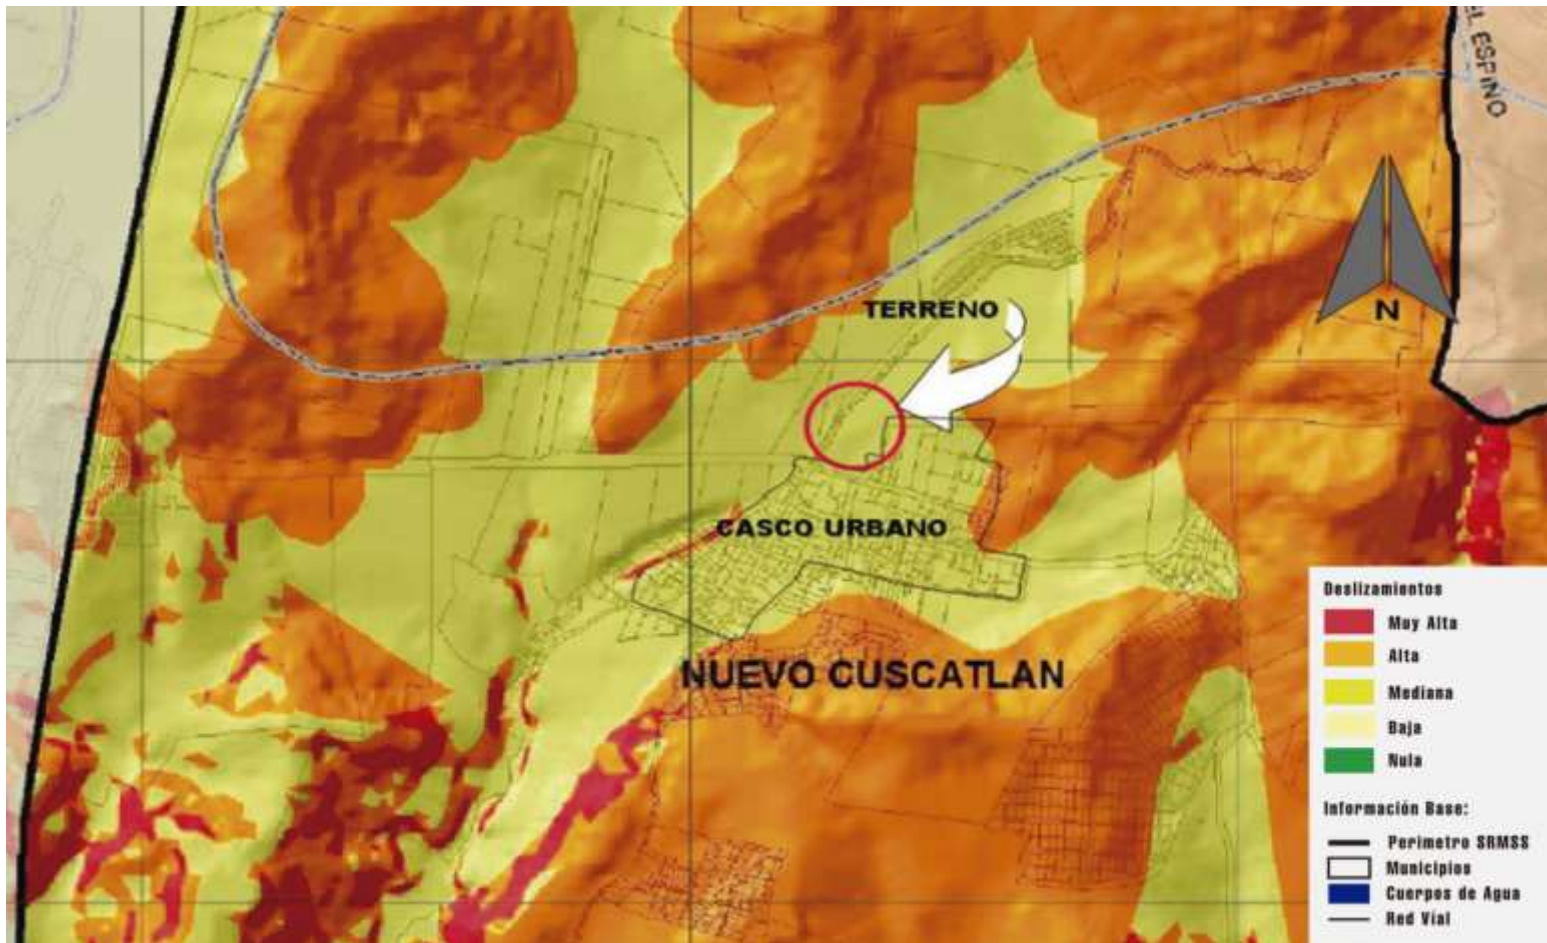 EL ESPINO
N
TERRENO
CASCO URBANO
NUEVO CUSCATLAN
Deslizamientos
Muy Alta
Alta
Mediana
Baja
Nula
Información Base:
Perimetro SRMSS
Municipios
Cuerpos de Agua
Red Vial